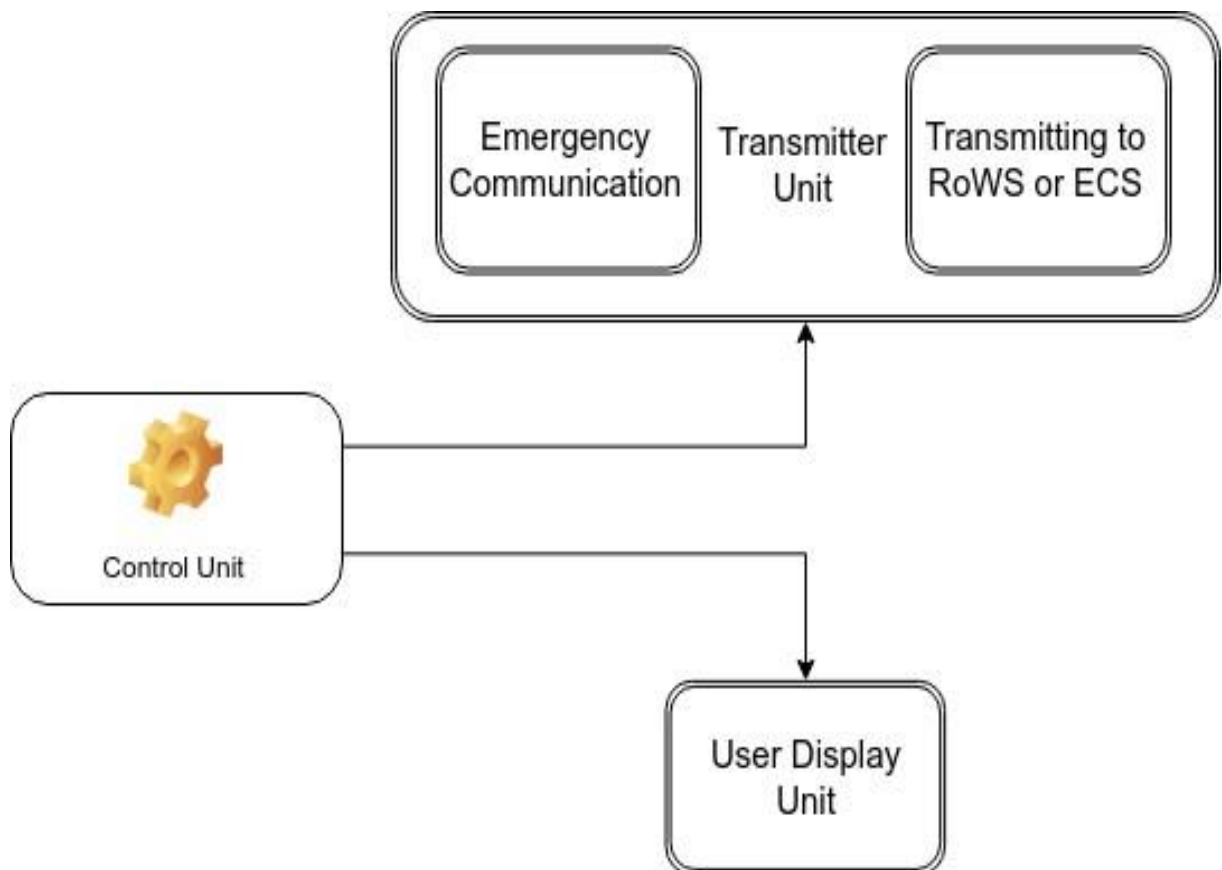 Emergency
Communication
Transmitter
Unit
Transmitting to
RoWS or ECS
Control Unit
User Display
Unit